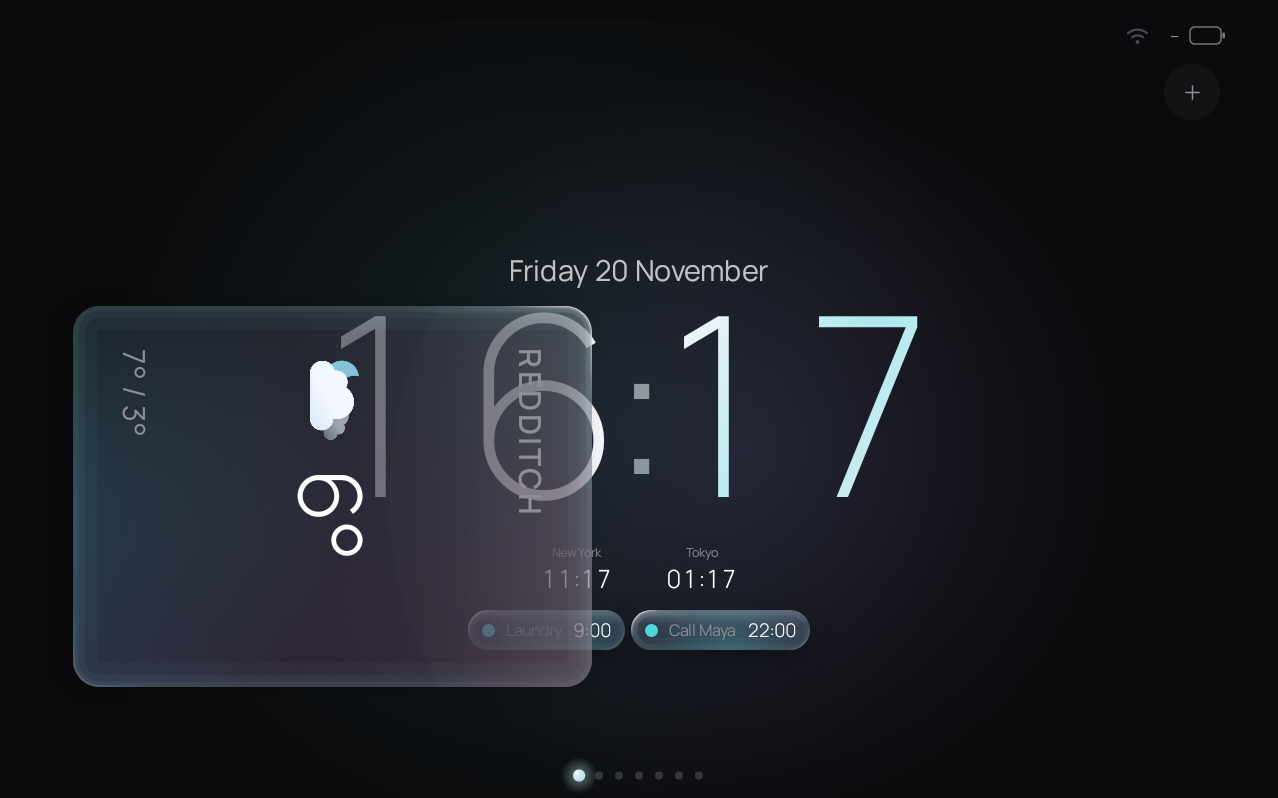 –
+
Friday 20 November
16:17
REDDITCH
6°
7° / 3°
New York
11:17
Tokyo
01:17
Laundry 9:00
Call Maya 22:00